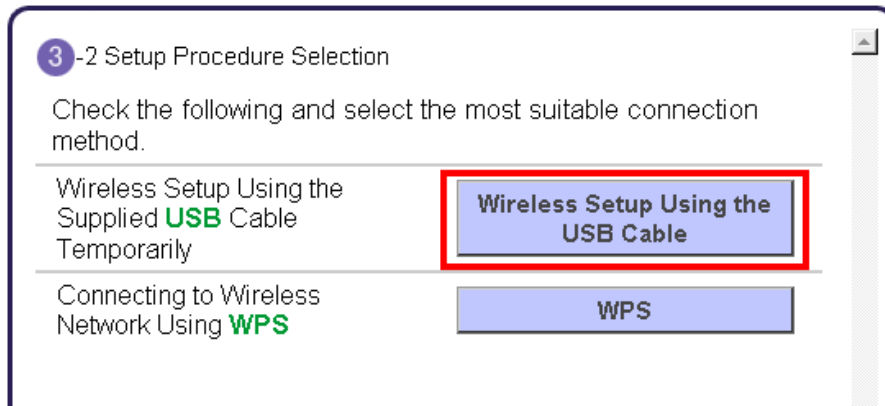 3-2 Setup Procedure Selection
Check the following and select the most suitable connection
method.
Wireless Setup Using the
Supplied USB Cable
Temporarily
Wireless Setup Using the
USB Cable
Connecting to Wireless
Network Using WPS
WPS